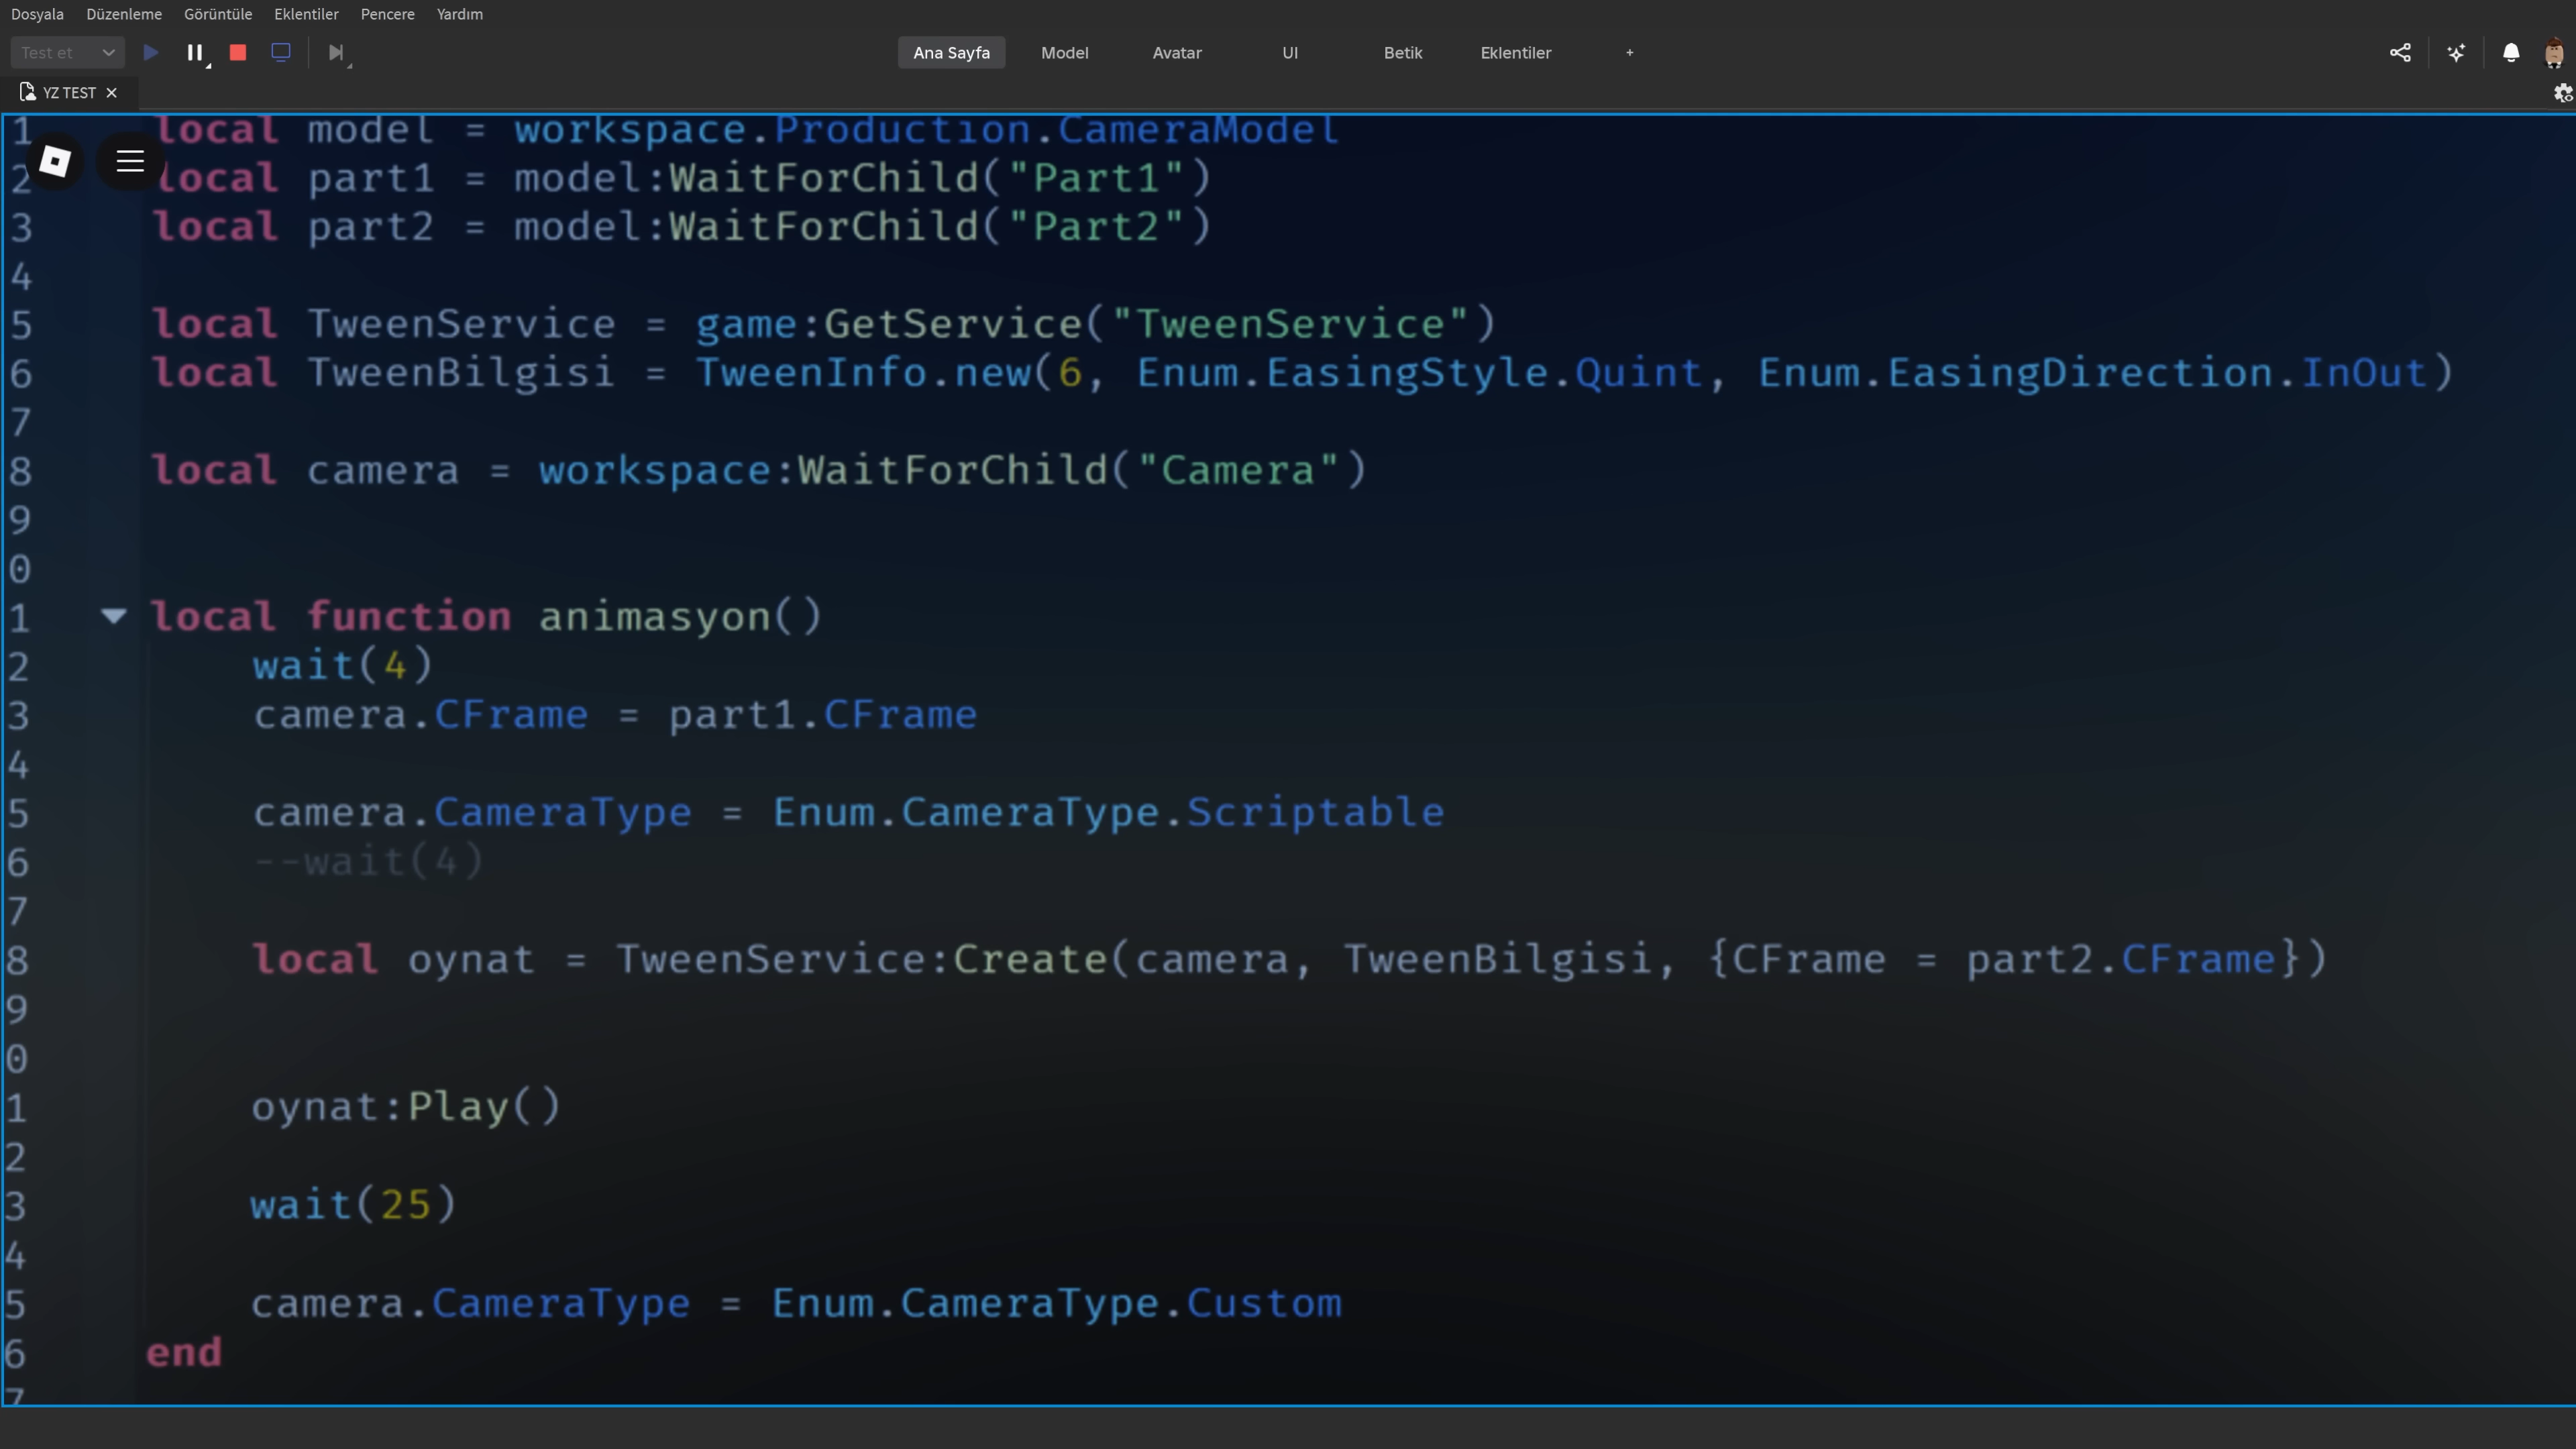 Dosyala Düzenleme Görüntüle Eklentiler Pencere Yardım
Test et Ana Sayfa Model Avatar UI Betik Eklentiler +
YZ TEST
1 local model = workspace.Production.CameraModel
2 local part1 = model:WaitForChild("Part1")
3 local part2 = model:WaitForChild("Part2")
4
5 local TweenService = game:GetService("TweenService")
6 local TweenBilgisi = TweenInfo.new(6, Enum.EasingStyle.Quint, Enum.EasingDirection.InOut)
7
8 local camera = workspace:WaitForChild("Camera")
9
0
1 local function animasyon()
2 wait(4)
3 camera.CFrame = part1.CFrame
4
5 camera.CameraType = Enum.CameraType.Scriptable
6 --wait(4)
7
8 local oynat = TweenService:Create(camera, TweenBilgisi, {CFrame = part2.CFrame})
9
0
1 oynat:Play()
2
3 wait(25)
4
5 camera.CameraType = Enum.CameraType.Custom
6 end
7